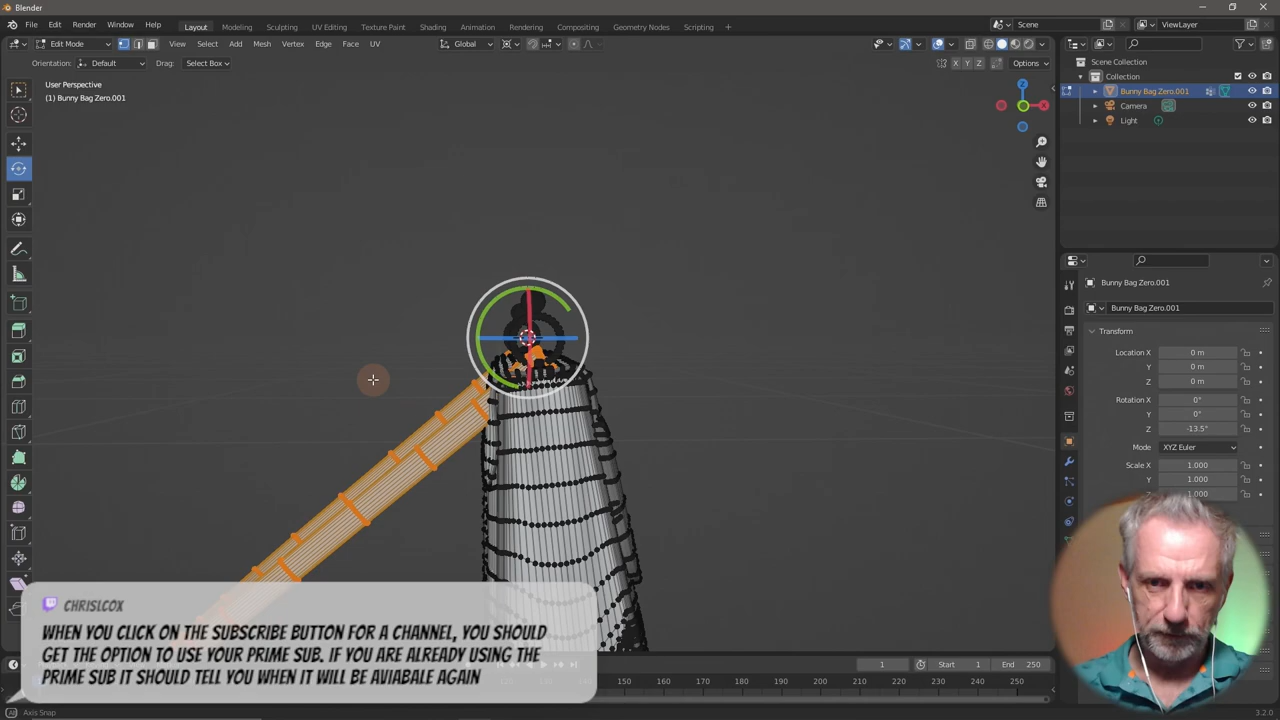 Blender
File Edit Render Window Help Layout Modeling Sculpting UV Editing Texture Paint Shading Animation Rendering Compositing Geometry Nodes Scripting + Scene ViewLayer
Edit Mode View Select Add Mesh Vertex Edge Face UV Global
Orientation: Default Drag: Select Box X Y Z Options
User Perspective
(1) Bunny Bag Zero.001
Z
X
Scene Collection
Collection
Bunny Bag Zero.001
Camera
Light
Bunny Bag Zero.001
Bunny Bag Zero.001
Transform
Location X 0 m
Y 0 m
Z 0 m
Rotation X 0°
Y 0°
Z -13.5°
Mode XYZ Euler
Scale X 1.000
Y 1.000
Z 1.000
CHRISLCOX
WHEN YOU CLICK ON THE SUBSCRIBE BUTTON FOR A CHANNEL, YOU SHOULD
GET THE OPTION TO USE YOUR PRIME SUB. IF YOU ARE ALREADY USING THE
PRIME SUB IT SHOULD TELL YOU WHEN IT WILL BE AVIABALE AGAIN
1 Start 1 End 250
150 160 170 180 190 200 210 220 230 240 250
Axis Snap